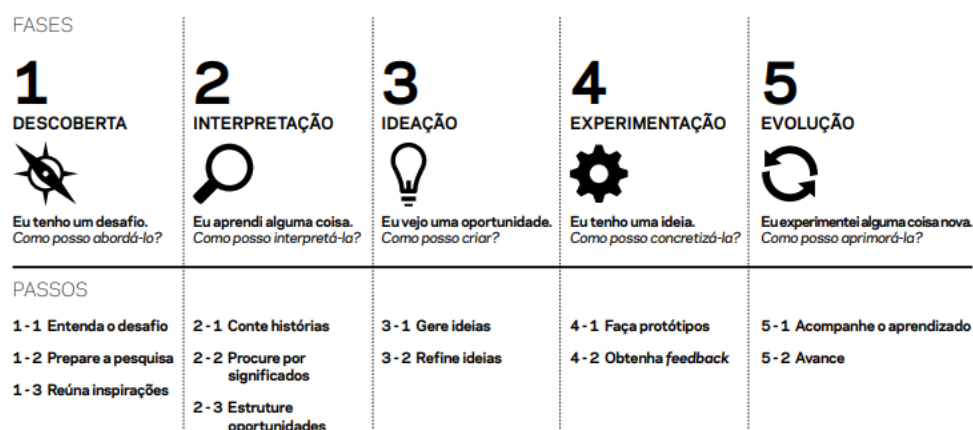 FASES
1
DESCOBERTA
Eu tenho um desafio.
Como posso abordá-lo?
2
INTERPRETAÇÃO
Eu aprendi alguma coisa.
Como posso interpretá-la?
3
IDEAÇÃO
Eu vejo uma oportunidade.
Como posso criar?
4
EXPERIMENTAÇÃO
Eu tenho uma ideia.
Como posso concretizá-la?
5
EVOLUÇÃO
Eu experimentei alguma coisa nova.
Como posso aprimorá-la?
PASSOS
1-1 Entenda o desafio
1-2 Prepare a pesquisa
1-3 Reúna inspirações
2-1 Conte histórias
2-2 Procure por
significados
2-3 Estruture
oportunidades
3-1 Gere ideias
3-2 Refine ideias
4-1 Faça protótipos
4-2 Obtenha feedback
5-1 Acompanhe o aprendizado
5-2 Avance